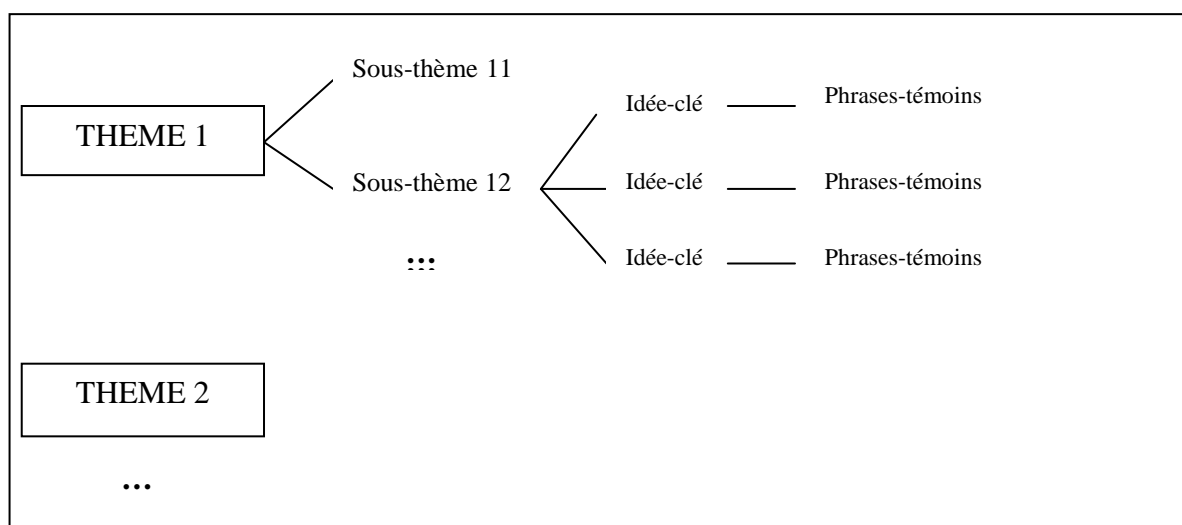 Sous-thème 11
Idée-clé Phrases-témoins
THEME 1
Sous-thème 12 Idée-clé Phrases-témoins
Idée-clé Phrases-témoins
:::
THEME 2
...